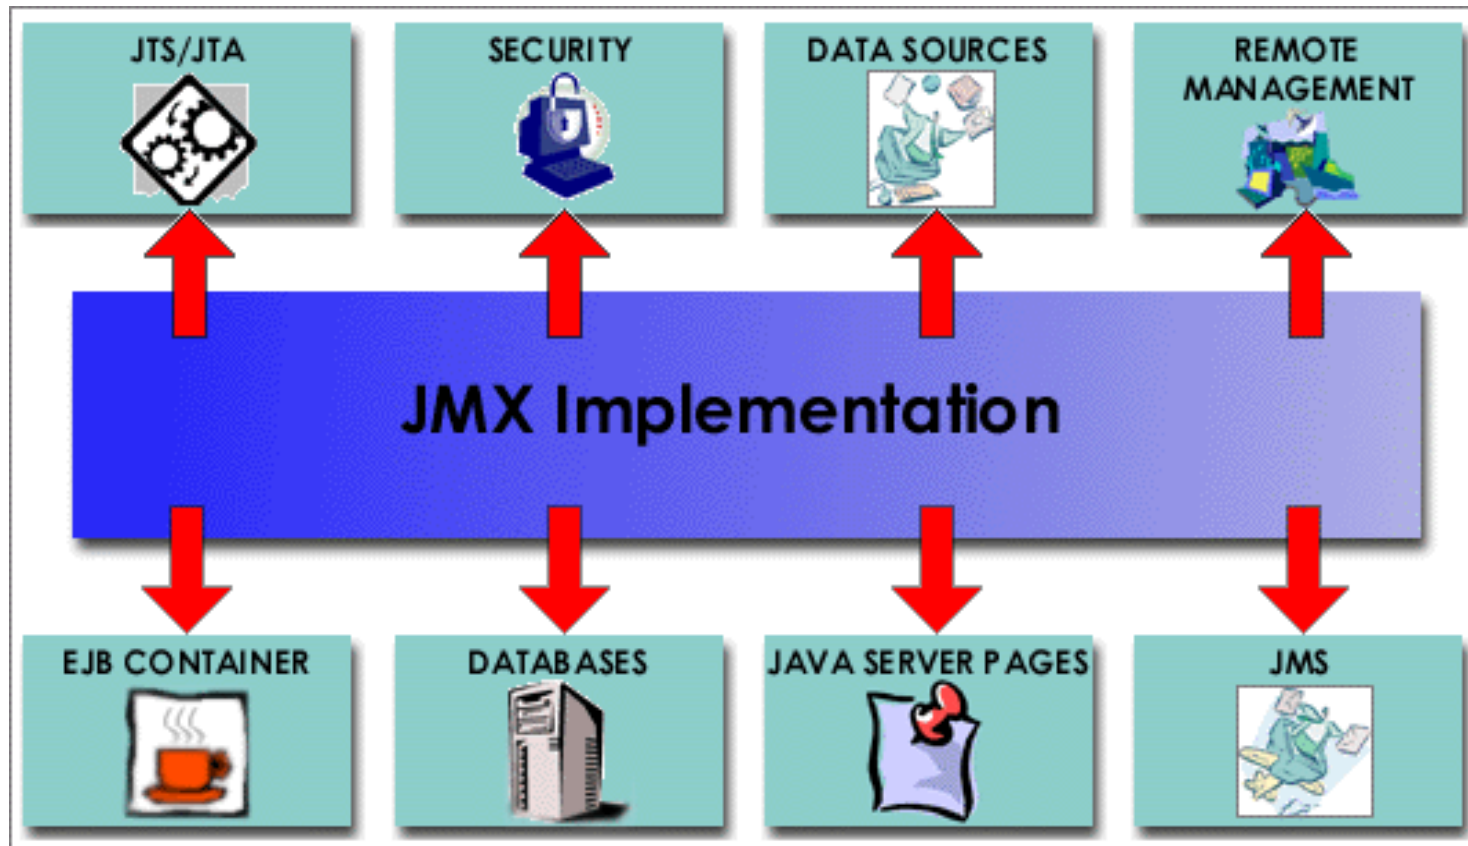 JTS/JTA
SECURITY
DATA SOURCES
REMOTE
MANAGEMENT
JMX Implementation
EJB CONTAINER
DATABASES
JAVA SERVER PAGES
JMS